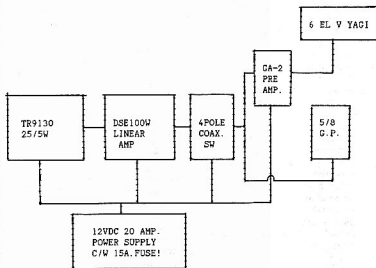 6 EL V YAGI
GA-2
PRE
AMP.
TR9130
25/5W
DSE100W
LINEAR
AMP
4POLE
COAX.
SW
5/8
G.P.
12VDC 20 AMP.
POWER SUPPLY
C/W 15A.FUSE!